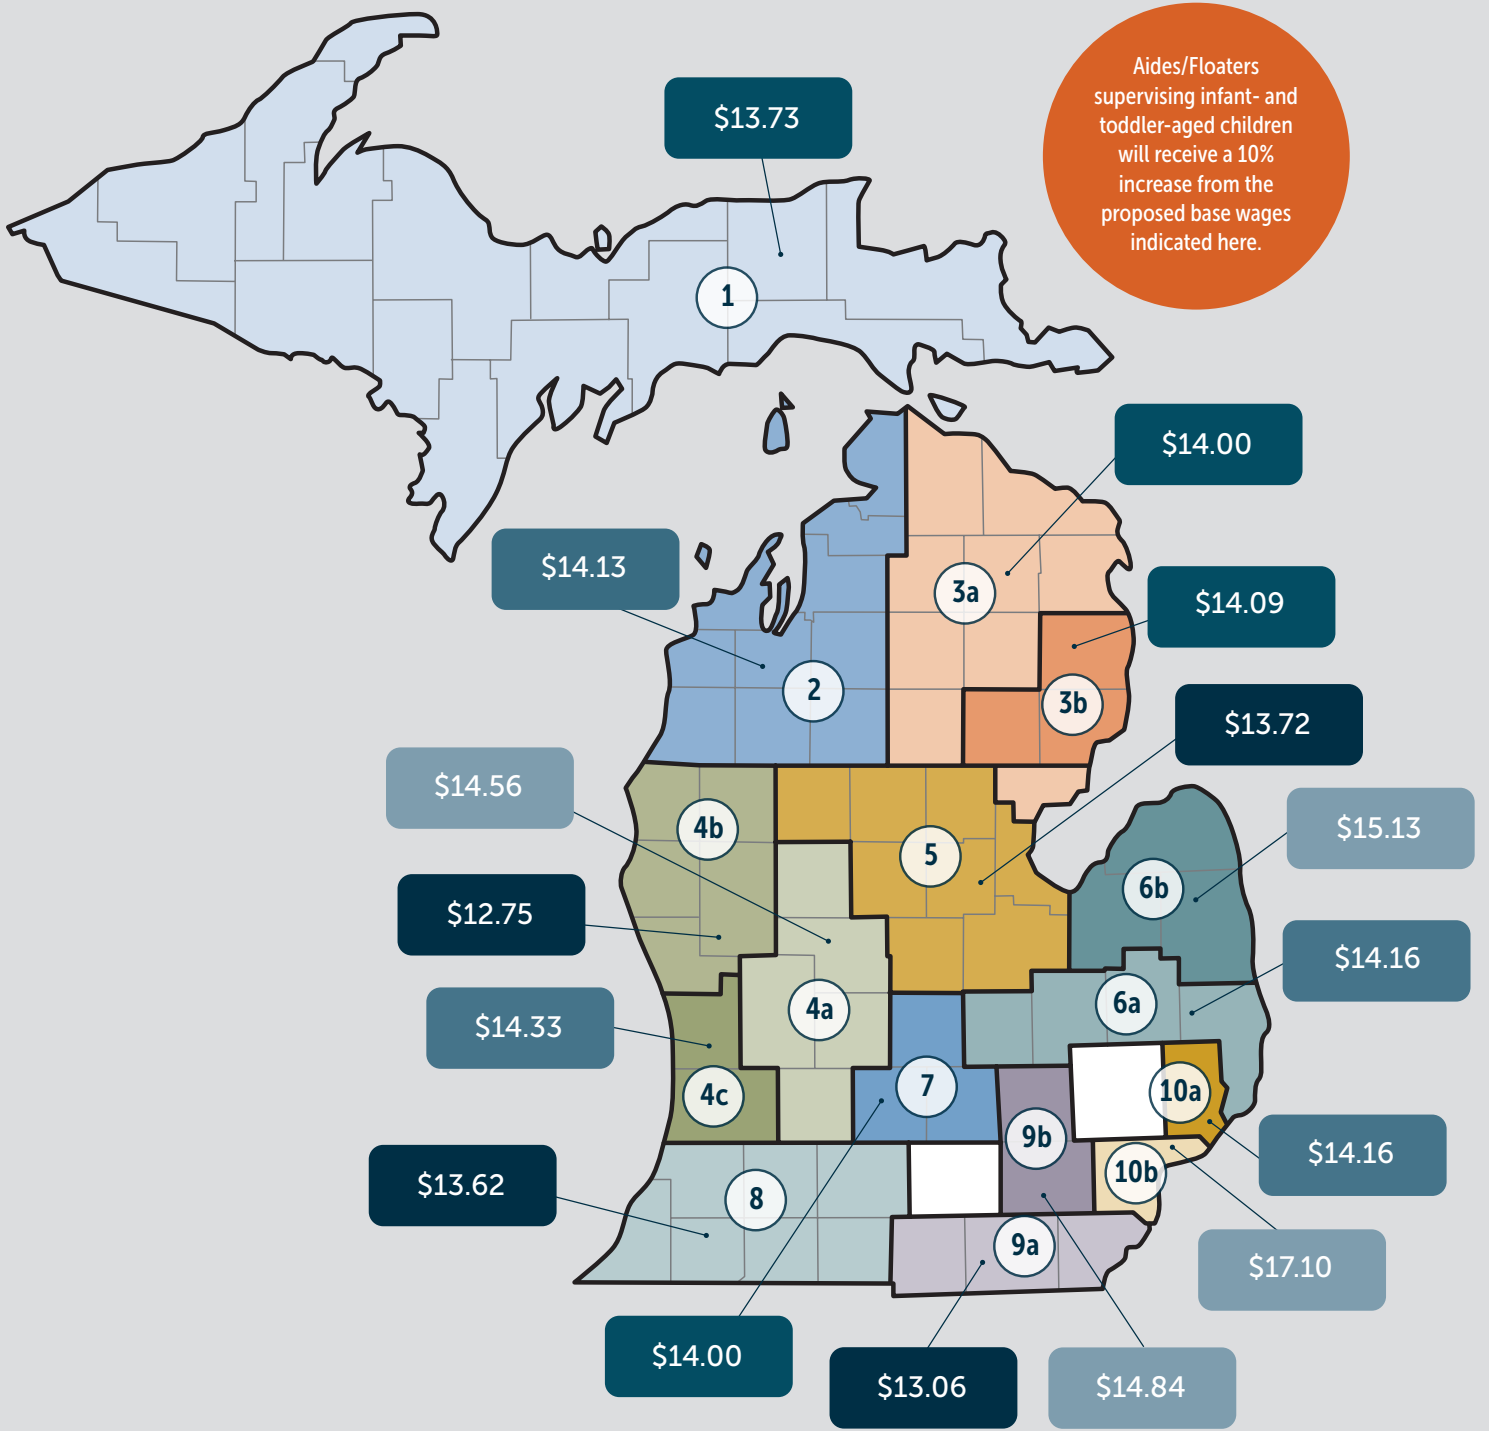 Aides/Floaters
supervising infant- and
toddler-aged children
will receive a 10%
increase from the
proposed base wages
indicated here.
$13.73
1
$14.00
$14.13
3a
$14.09
2
3b
$13.72
$14.56
4b
5
$15.13
6b
$12.75
$14.16
4a
6a
$14.33
4c
7
10a
9b
$14.16
10b
$13.62
8
9a
$17.10
$14.00
$13.06
$14.84